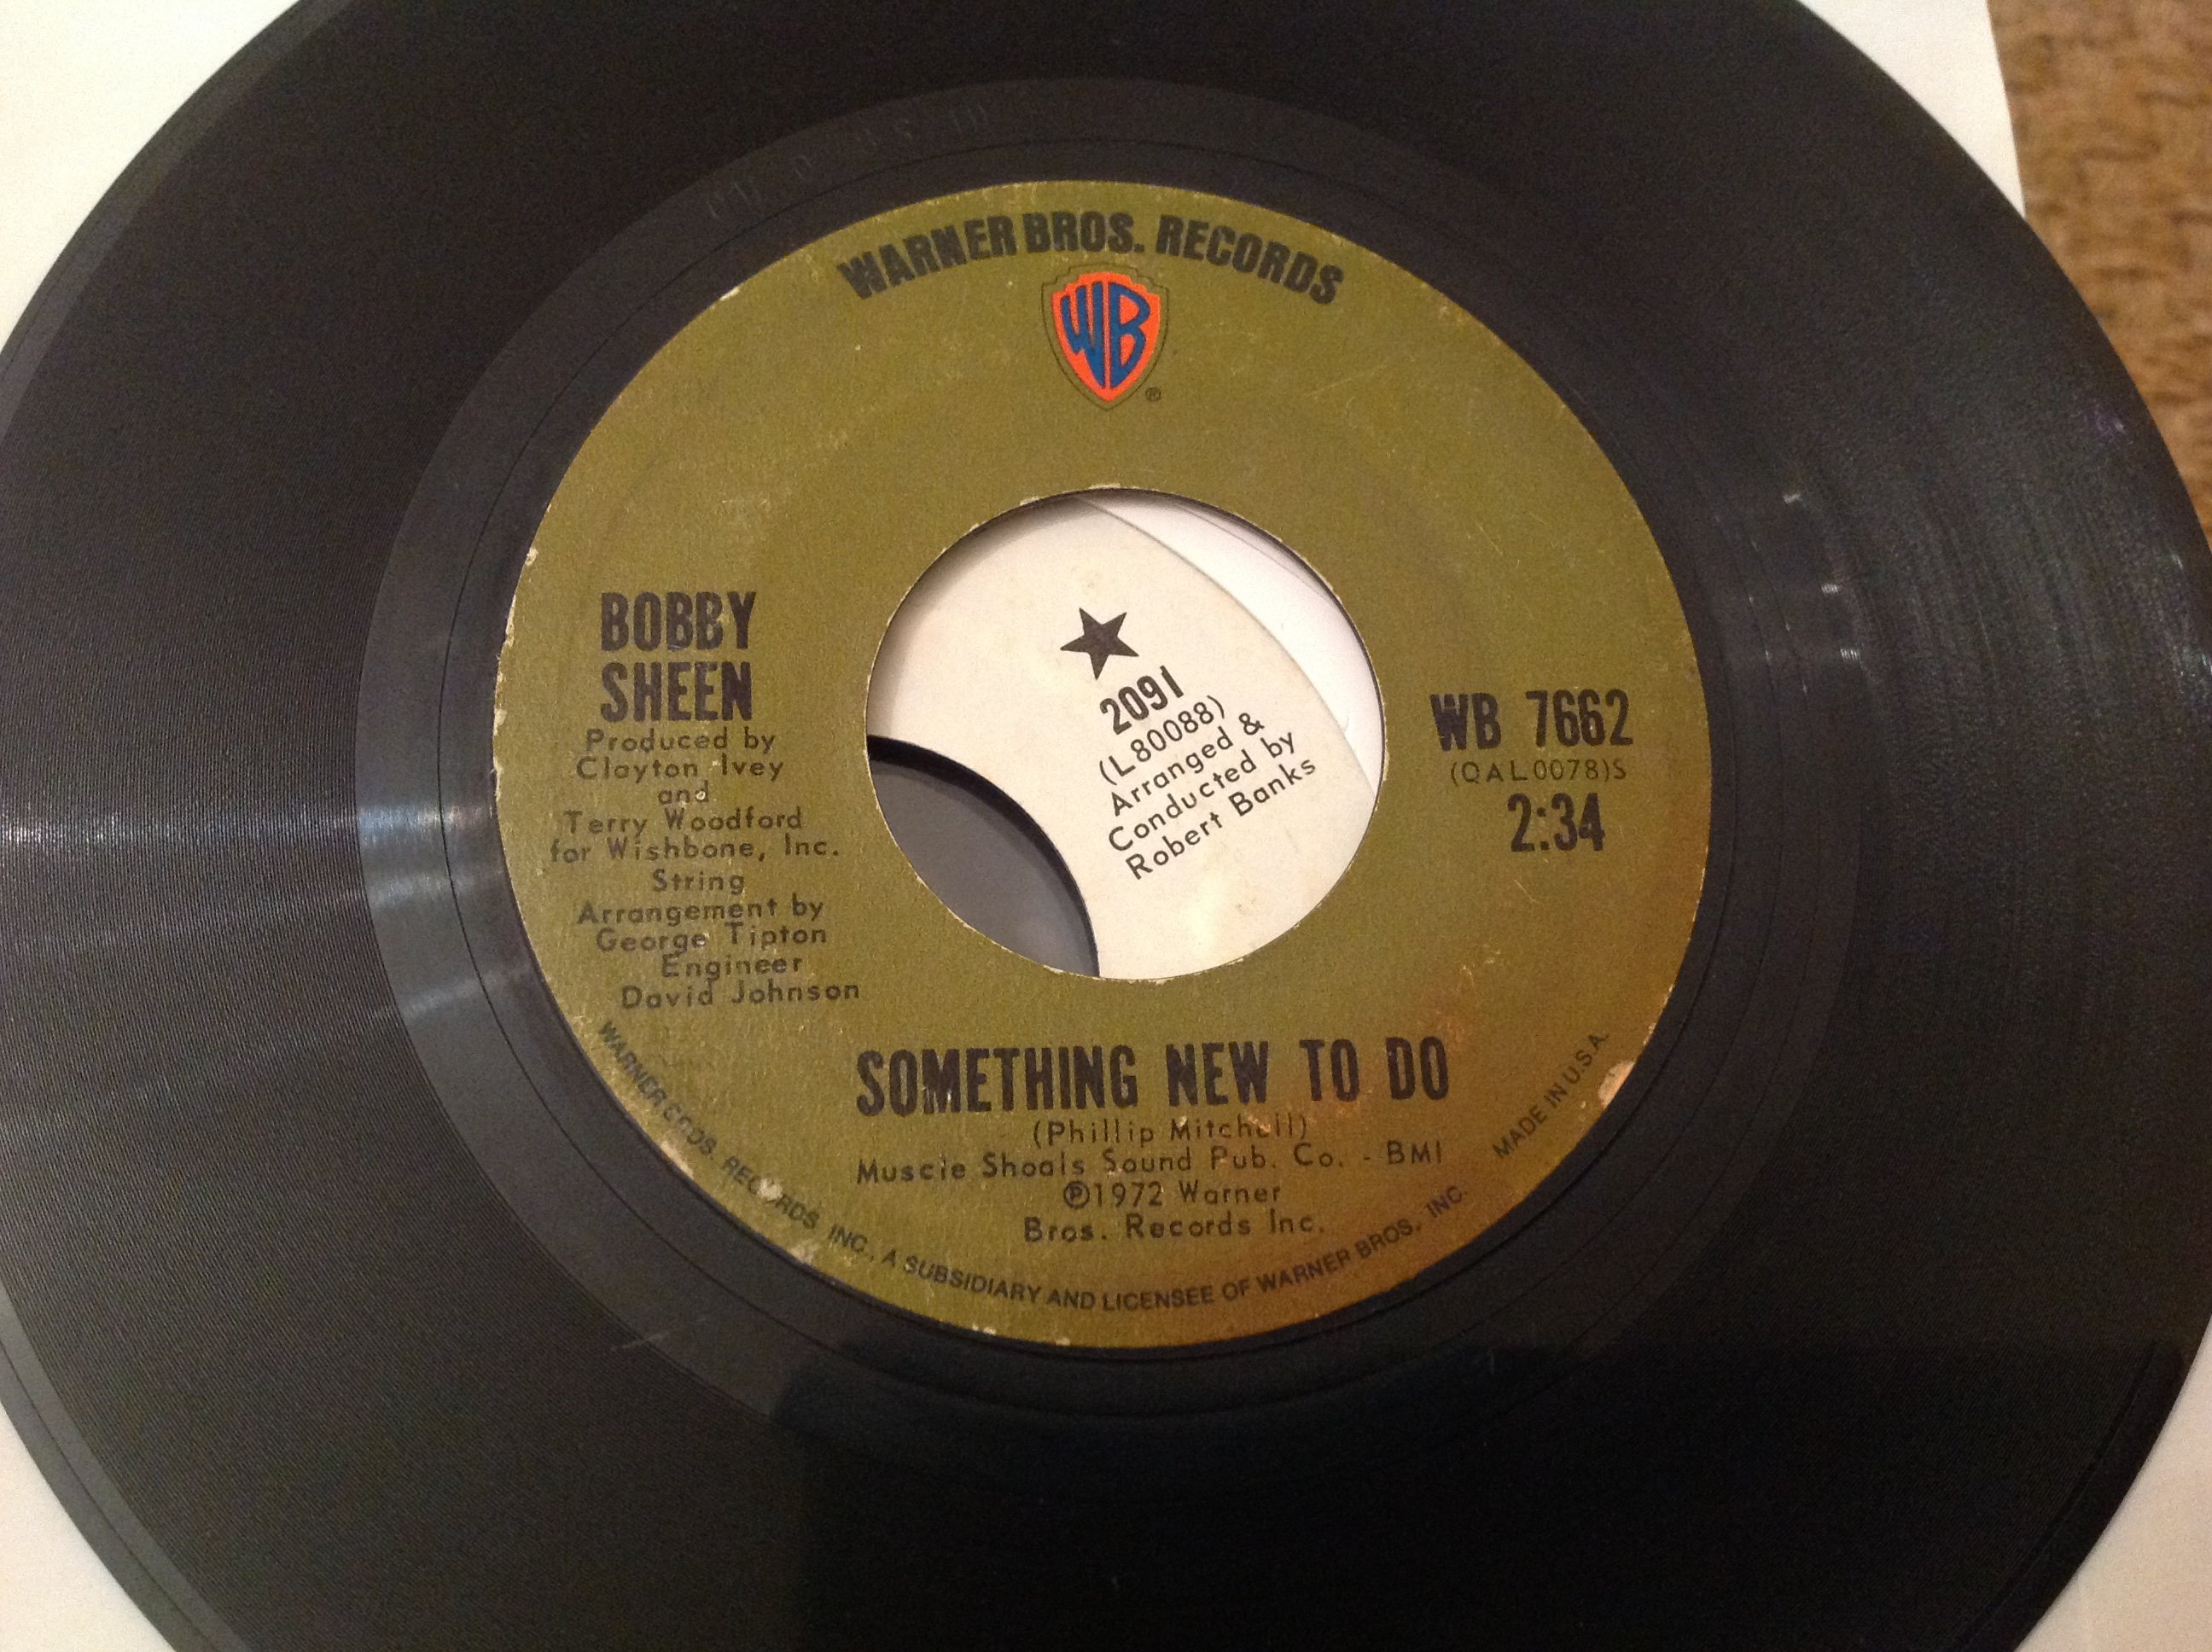 WARNER BROS. RECORDS
WB
®
BOBBY
SHEEN
Produced by
Clayton Ivey
and
Terry Woodford
for Wishbone, Inc.
String
Arrangement by
George Tipton
Engineer
David Johnson
★
2091
(L80088)
Arranged &
Conducted by
Robert Banks
WB 7662
(QAL0078)S
2:34
SOMETHING NEW TO DO
(Phillip Mitchell)
Muscle Shoals Sound Pub. Co. - BMI
℗1972 Warner
Bros. Records Inc.
WARNER BROS. RECORDS INC., A SUBSIDIARY AND LICENSEE OF WARNER BROS., INC.
MADE IN U.S.A.